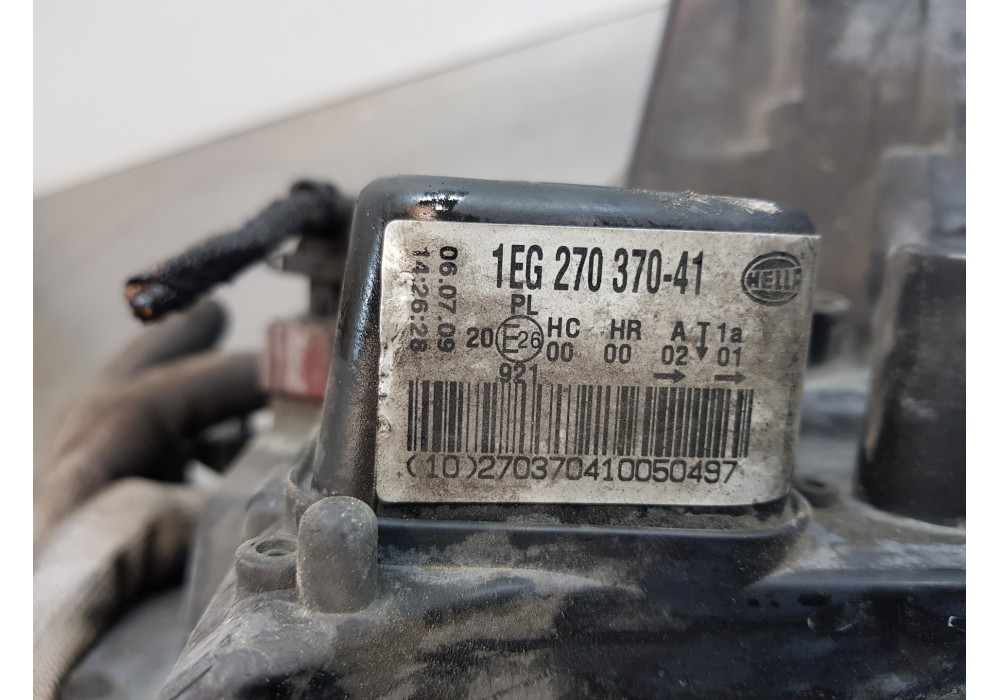 1EG 270 370-41
HELLA
06.07.09
14:26:28
PL
20 E26 HC HR A 1a
00 00 02 01
921
(10)270370410050497